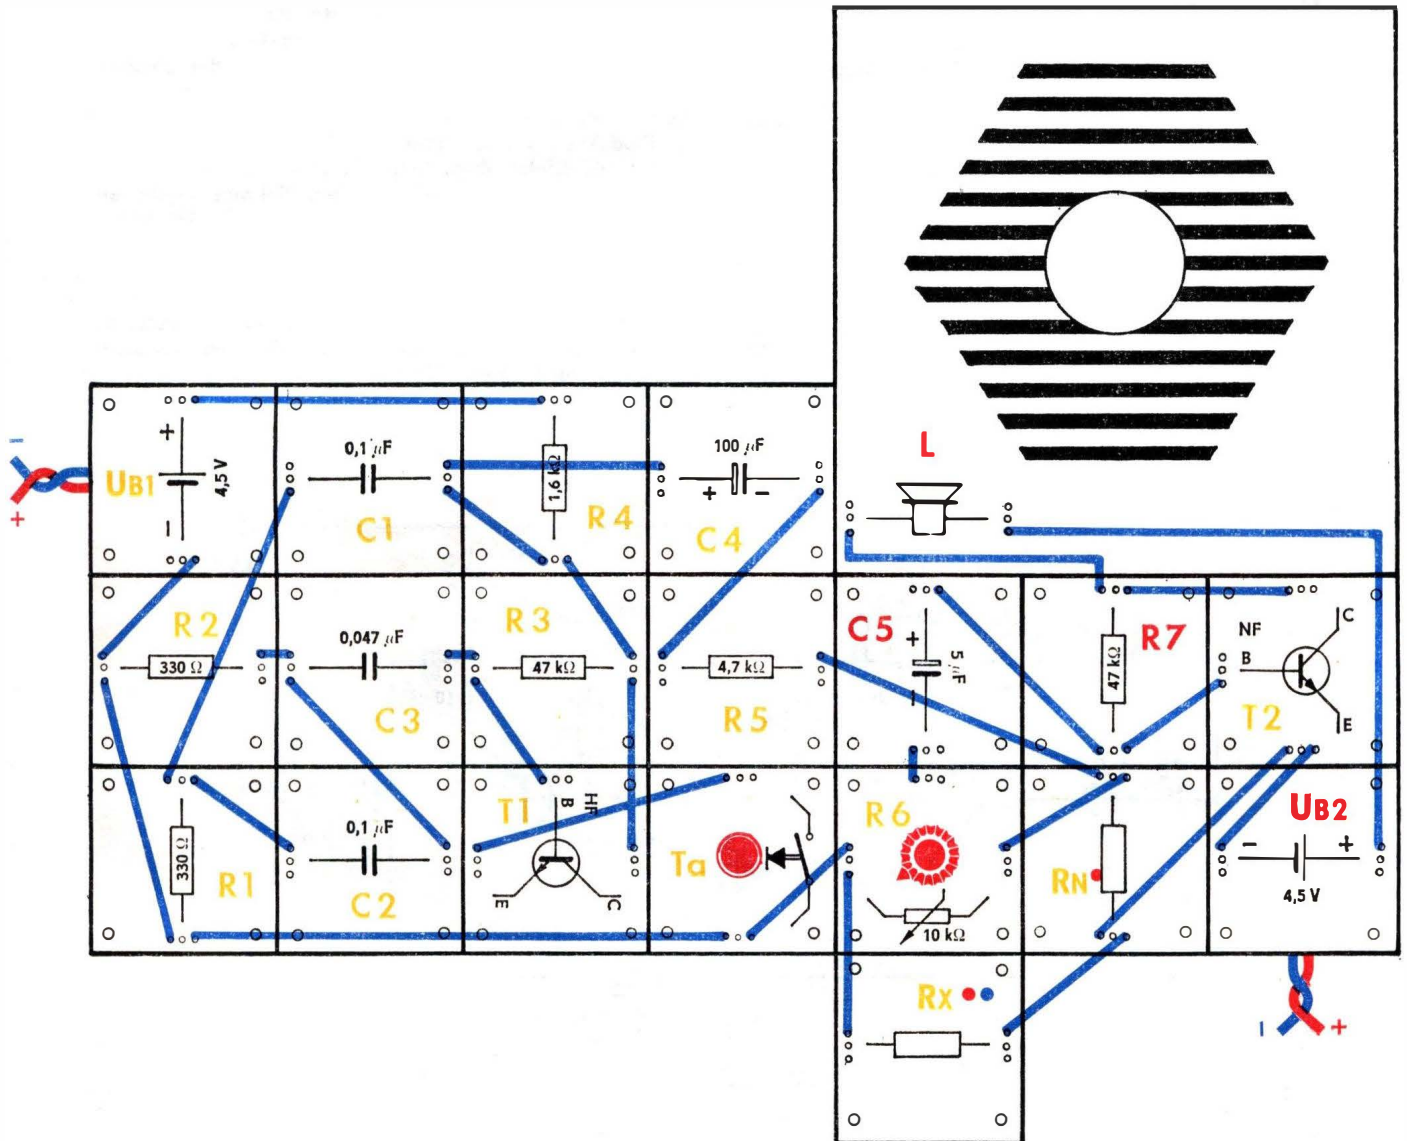 L
+
4,5 V
UB1
−
−
+
0,1 µF
C1
1,6 kΩ
R4
100 µF
+ −
C4
R2
330 Ω
0,047 µF
C3
R3
47 kΩ
4,7 kΩ
R5
C5
+
5 µF
−
R7
47 kΩ
NF
B
C
E
T2
330 Ω
R1
0,1 µF
C2
T1
B
HF
E
C
Ta
R6
10 kΩ
RN
UB2
− +
4,5 V
RX
− +